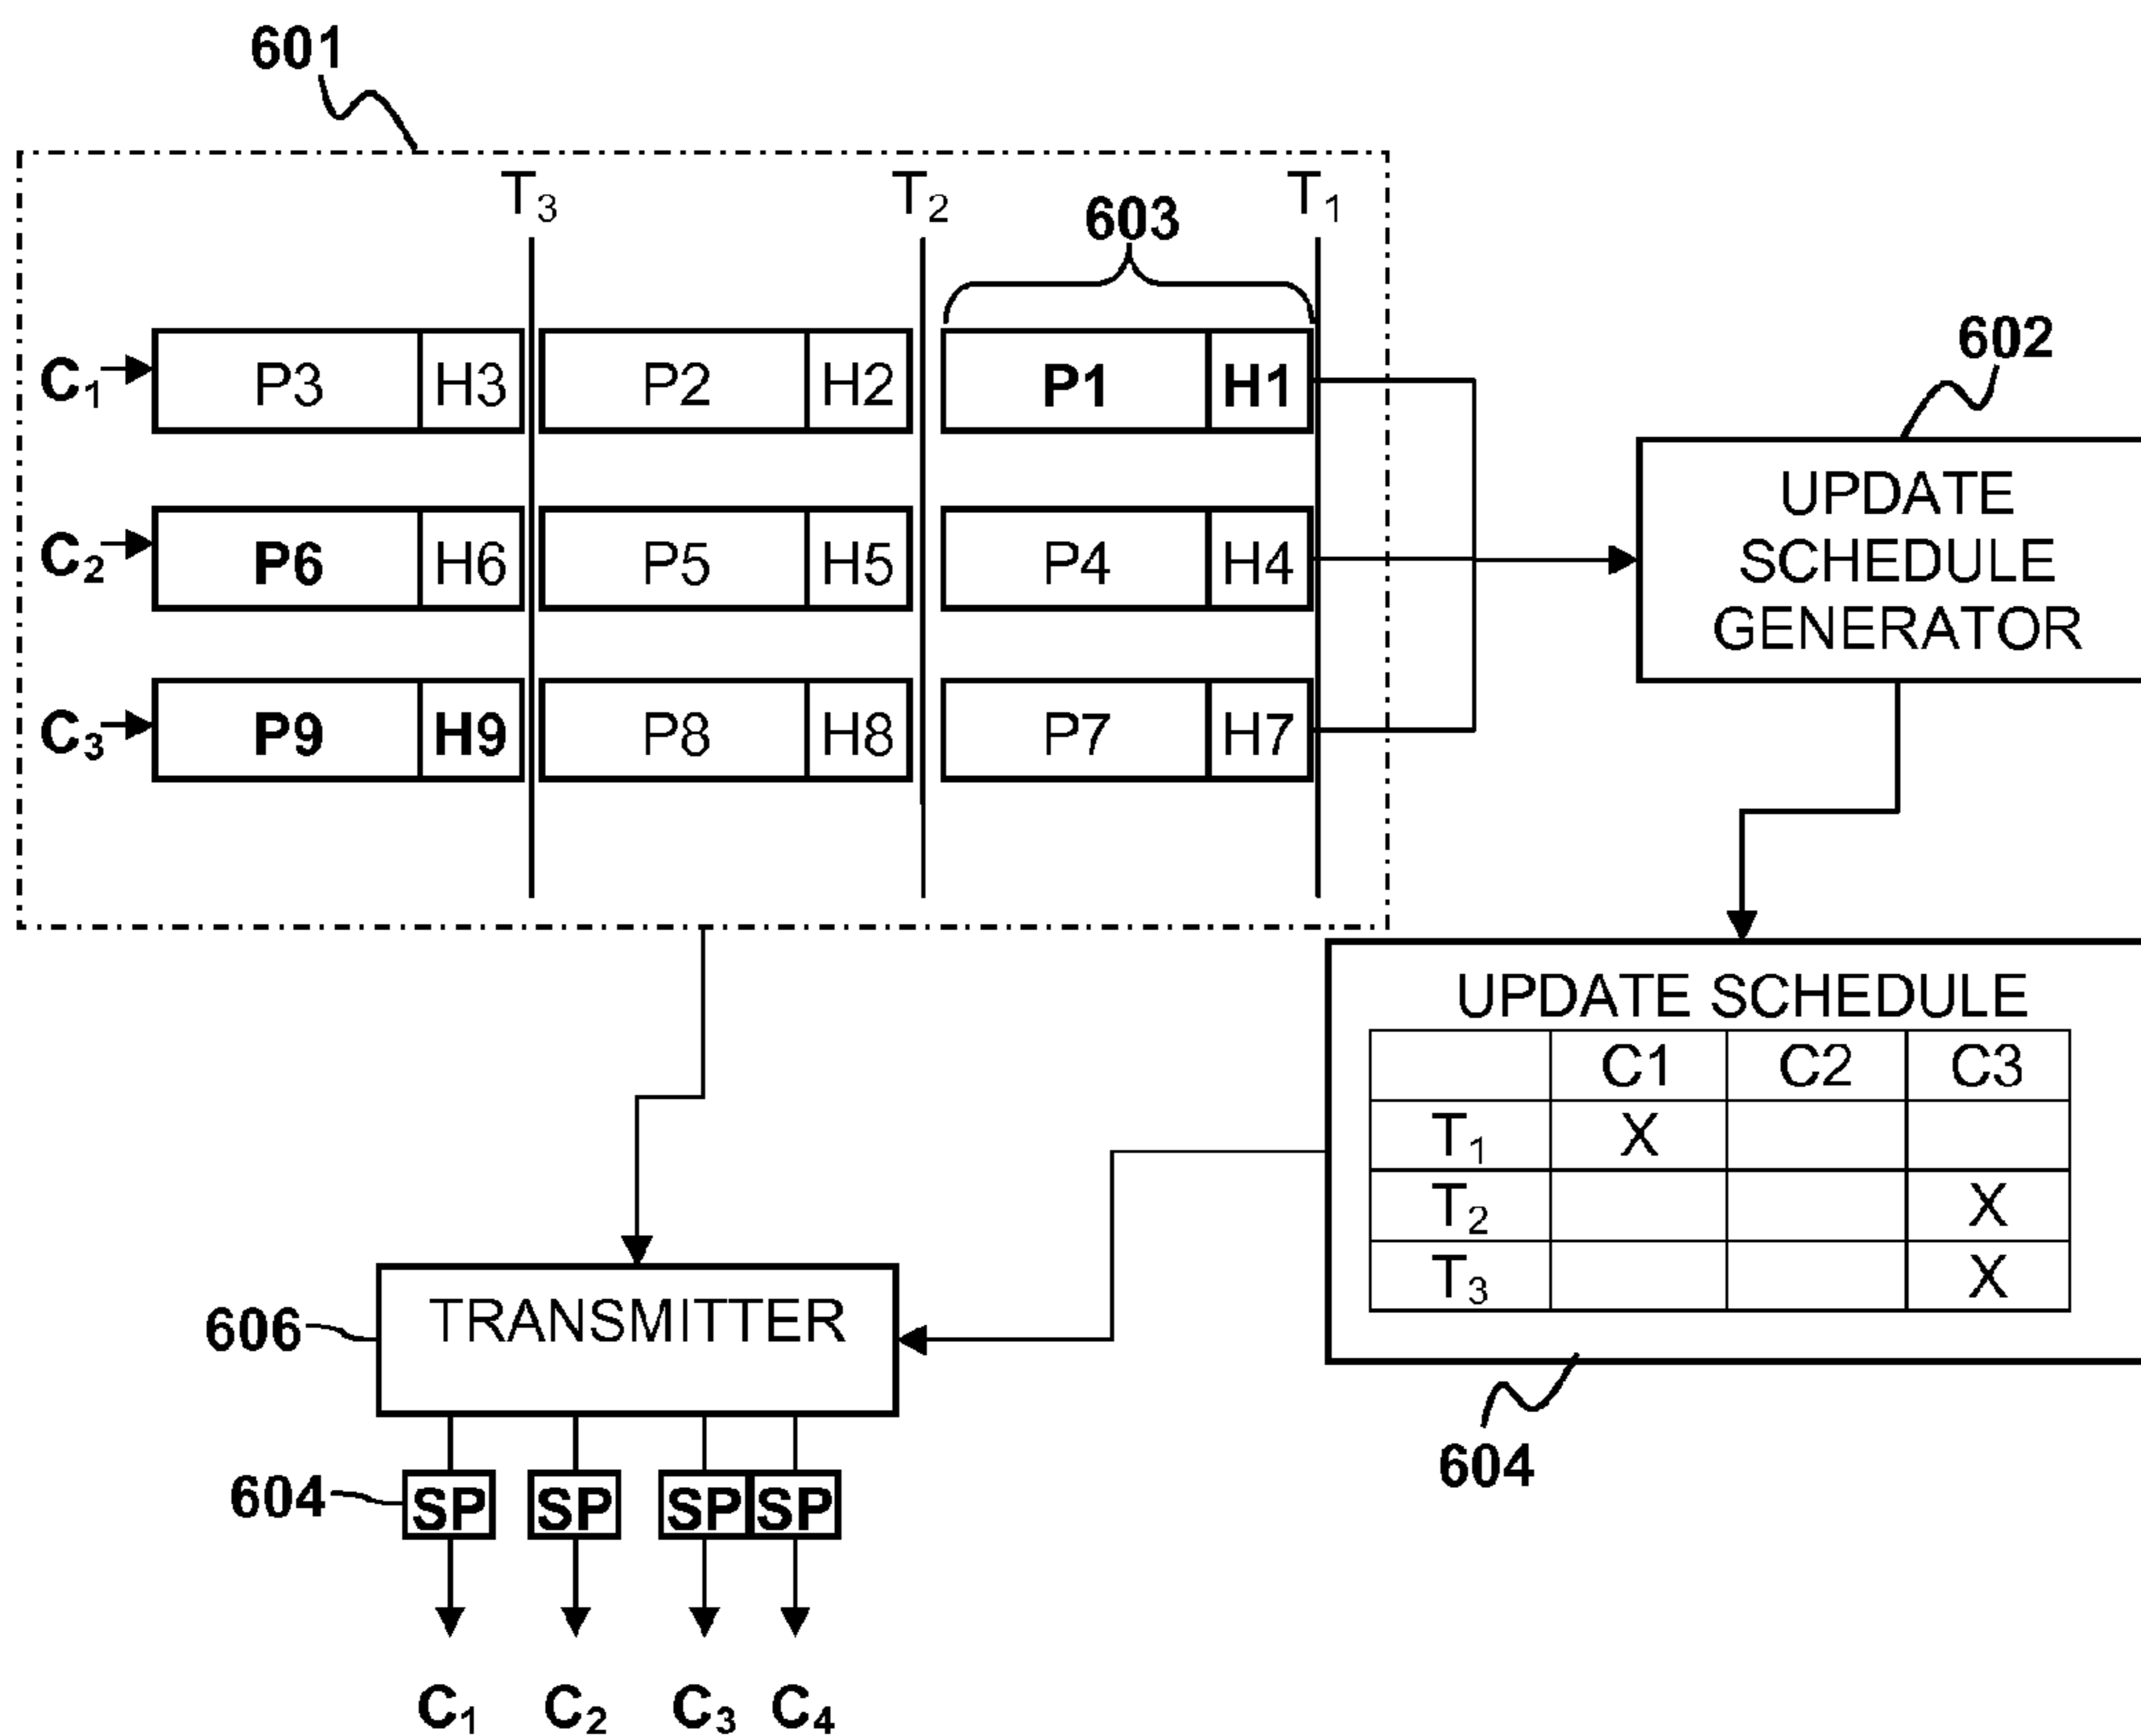 601
T3 T2 T1
603
C1 P3 H3 P2 H2 P1 H1
602
C2 P6 H6 P5 H5 P4 H4
UPDATE
SCHEDULE
GENERATOR
C3 P9 H9 P8 H8 P7 H7
UPDATE SCHEDULE
C1 C2 C3
T1 X
T2 X
T3 X
606 TRANSMITTER
604
604 SP SP SP SP
C1 C2 C3 C4